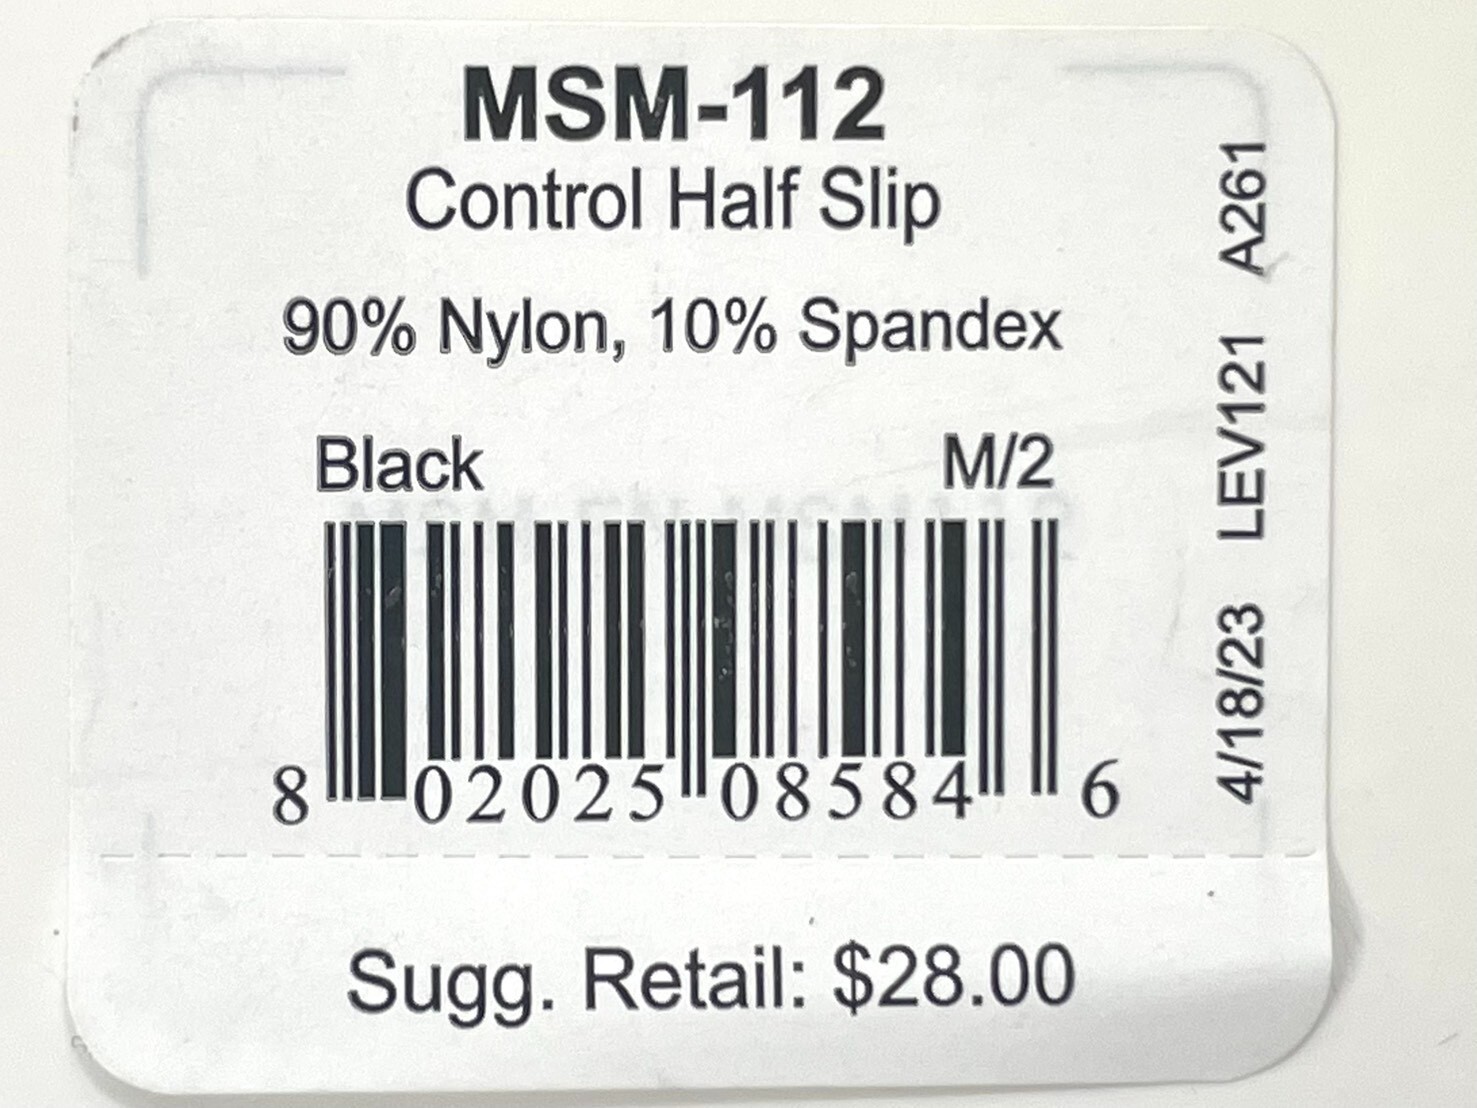 MSM-112
Control Half Slip
90% Nylon, 10% Spandex
Black M/2
8 02025 08584 6
Sugg. Retail: $28.00
4/18/23 LEV121 A261